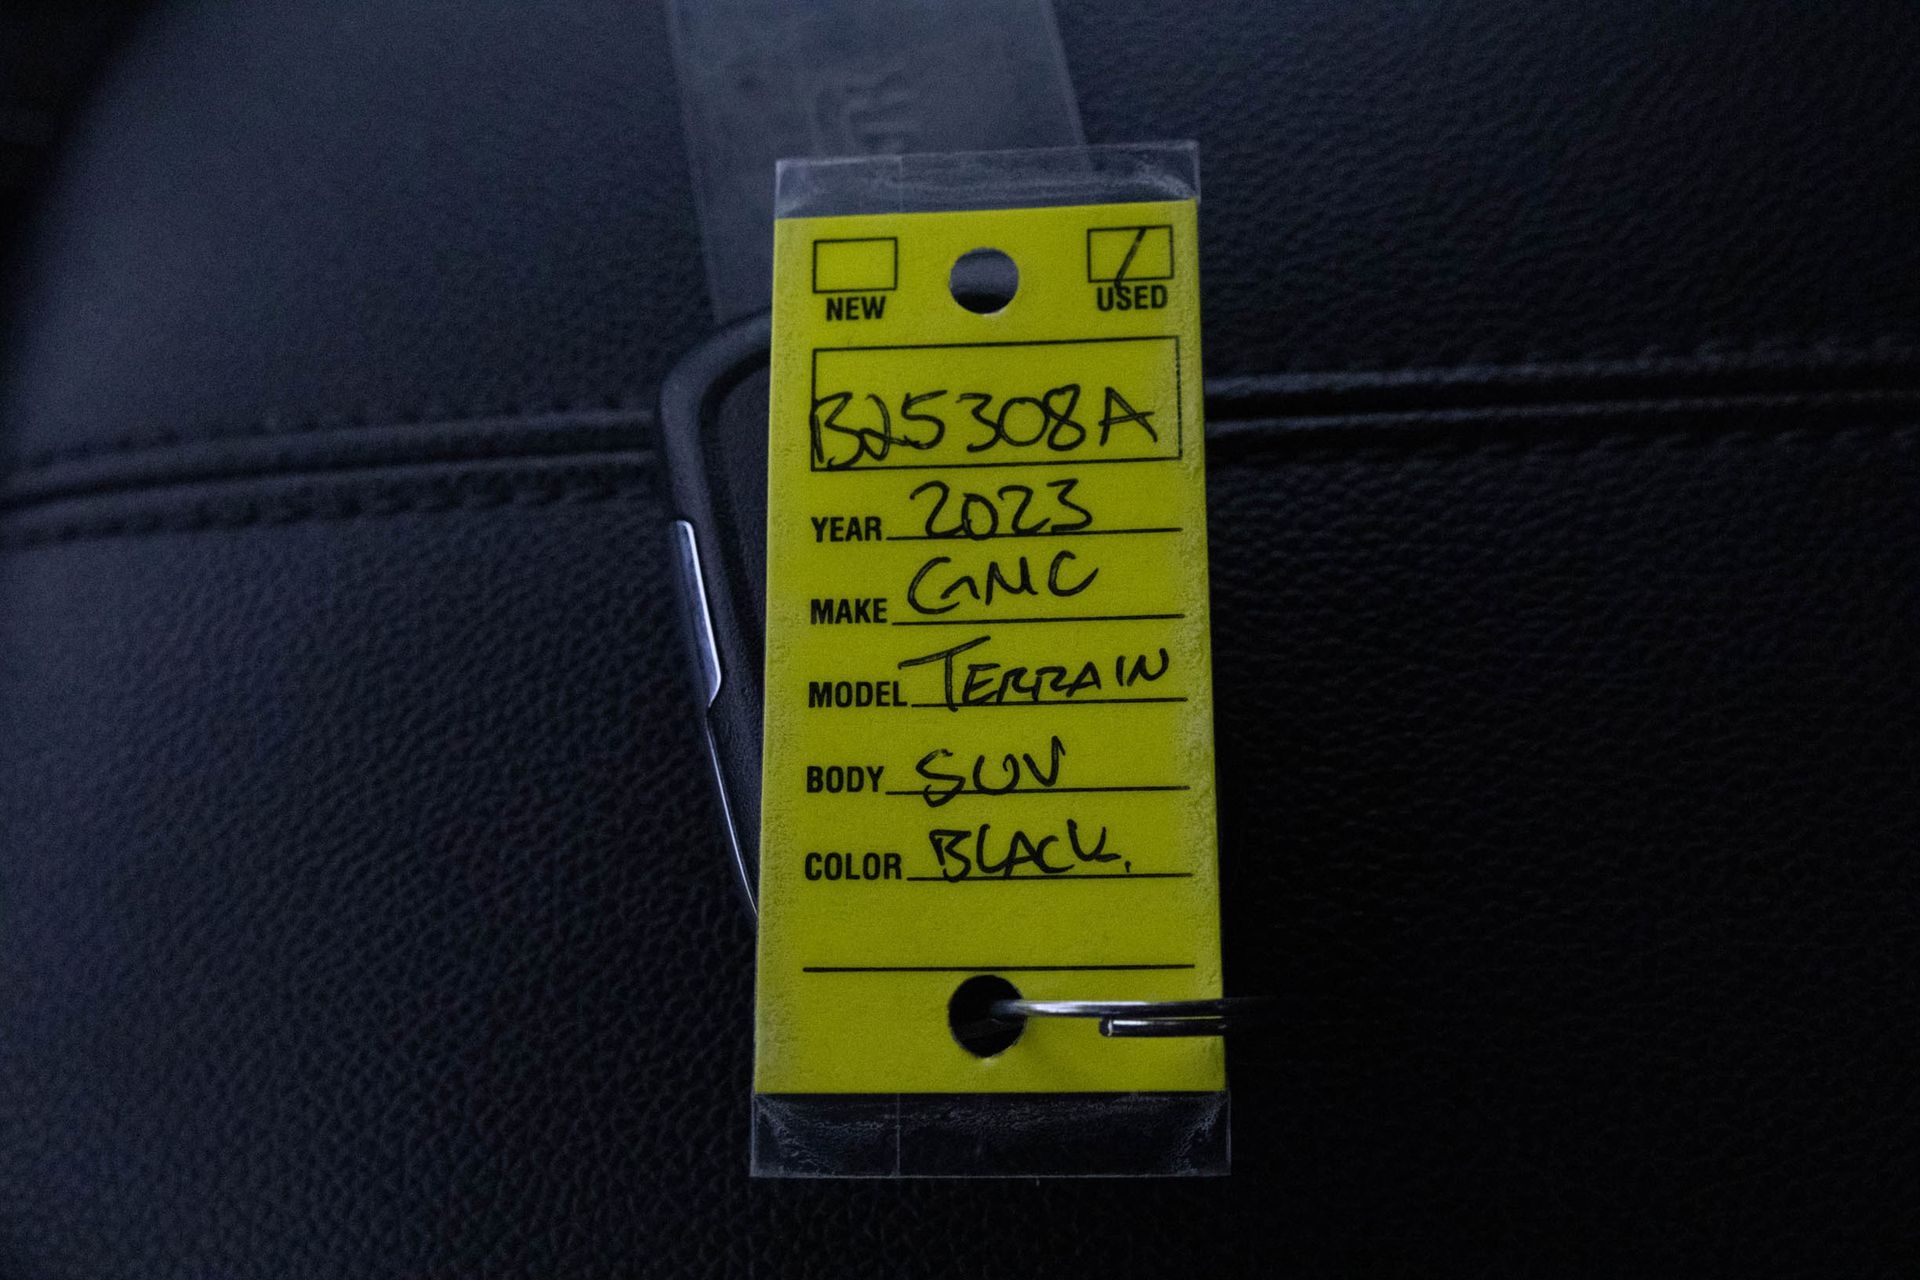 NEW USED
B25308A
YEAR 2023
MAKE GMC
MODEL TERRAIN
BODY SUV
COLOR BLACK.